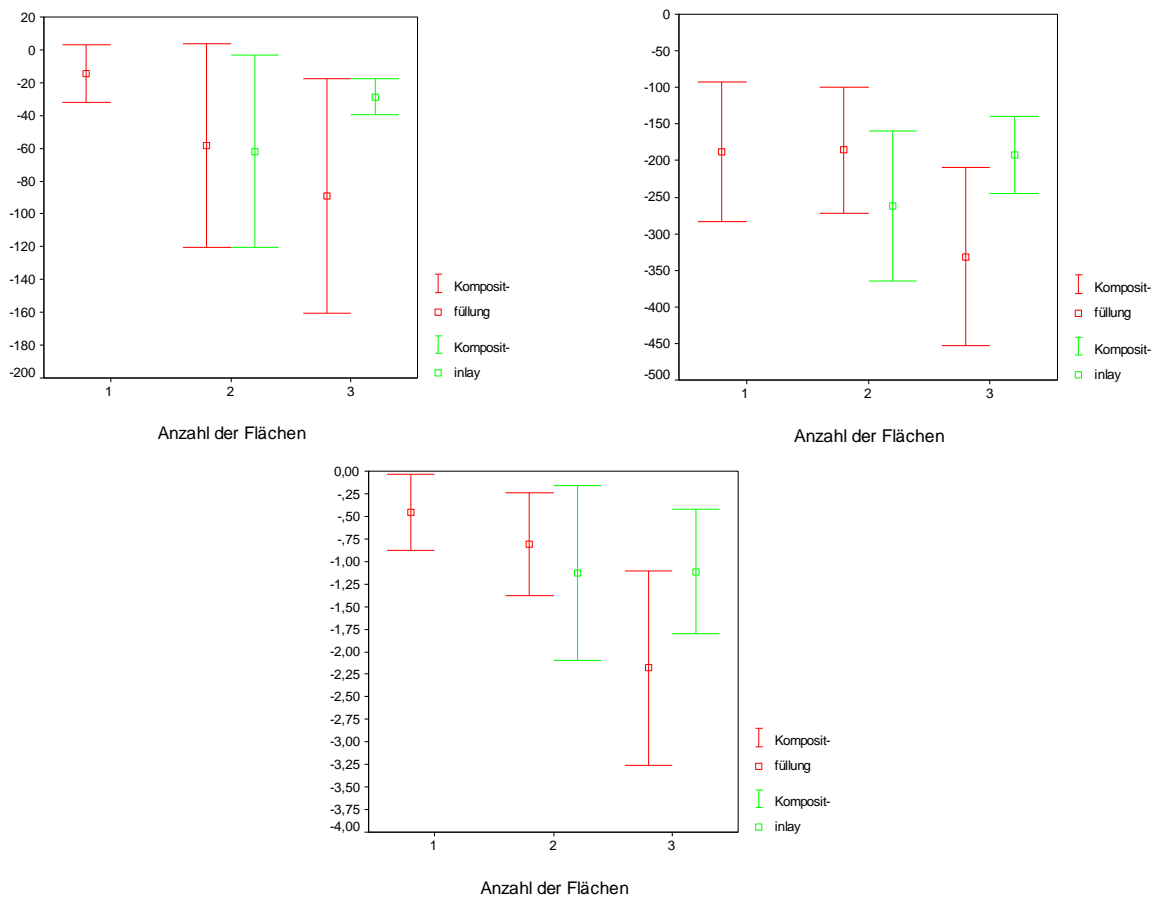 20
0
-20
-40
-60
-80
-100
-120
-140
-160
-180
-200
1 2 3
Anzahl der Flächen
Komposit-
füllung
Komposit-
inlay
-0
-50
-100
-150
-200
-250
-300
-350
-400
-450
-500
1 2 3
Anzahl der Flächen
Komposit-
füllung
Komposit-
inlay
0,00
-,25
-,50
-,75
-1,00
-1,25
-1,50
-1,75
-2,00
-2,25
-2,50
-2,75
-3,00
-3,25
-3,50
-3,75
-4,00
1 2 3
Anzahl der Flächen
Komposit-
füllung
Komposit-
inlay